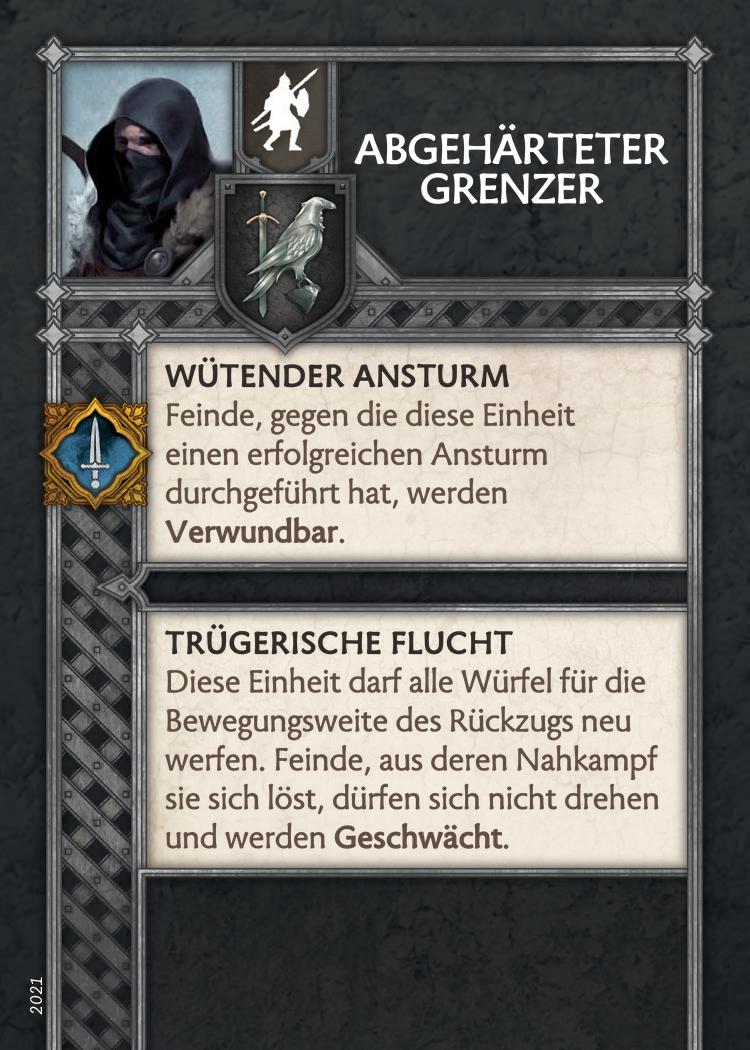 ABGEHÄRTETER
GRENZER
WÜTENDER ANSTURM
Feinde, gegen die diese Einheit
einen erfolgreichen Ansturm
durchgeführt hat, werden
Verwundbar.
TRÜGERISCHE FLUCHT
Diese Einheit darf alle Würfel für die
Bewegungsweite des Rückzugs neu
werfen. Feinde, aus deren Nahkampf
sie sich löst, dürfen sich nicht drehen
und werden Geschwächt.
2021